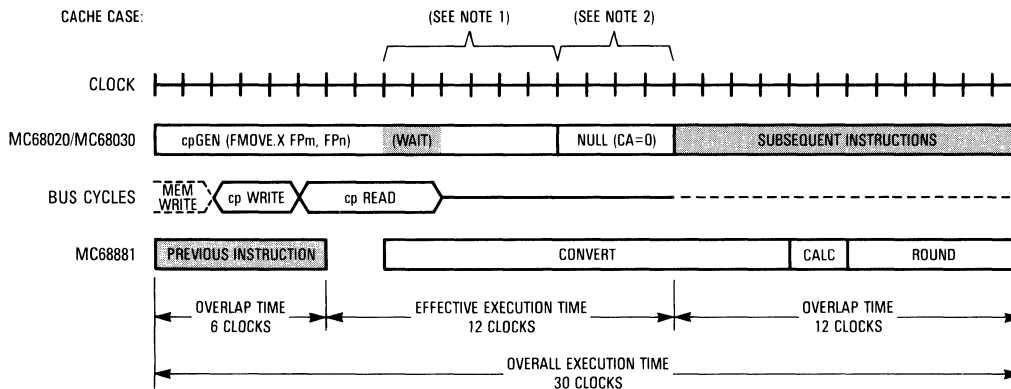 CACHE CASE:
(SEE NOTE 1)
(SEE NOTE 2)
CLOCK
MC68020/MC68030
cpGEN (FMOVE.X FPm, FPn)
(WAIT)
NULL (CA=0)
SUBSEQUENT INSTRUCTIONS
BUS CYCLES
MEM
WRITE
cp WRITE
cp READ
MC68881
PREVIOUS INSTRUCTION
CONVERT
CALC
ROUND
OVERLAP TIME
6 CLOCKS
EFFECTIVE EXECUTION TIME
12 CLOCKS
OVERLAP TIME
12 CLOCKS
OVERALL EXECUTION TIME
30 CLOCKS